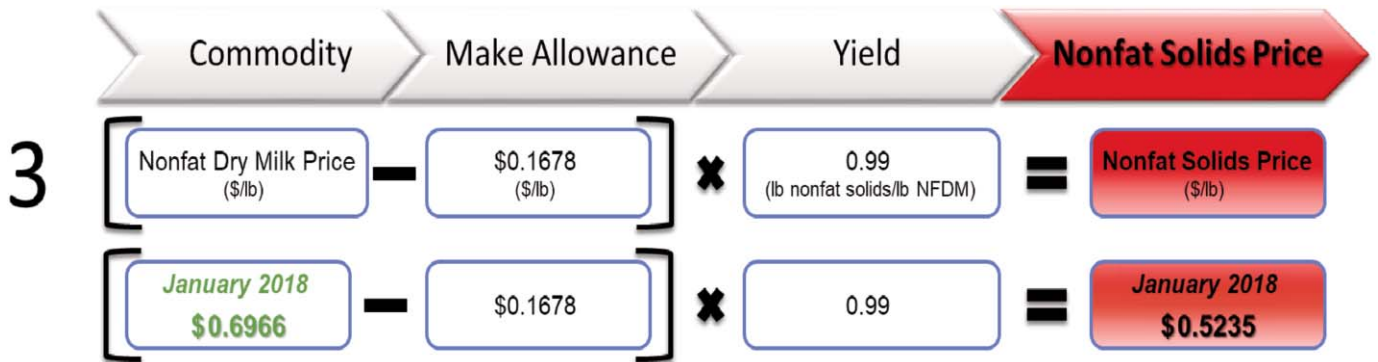 Commodity
Make Allowance
Yield
Nonfat Solids Price
3
Nonfat Dry Milk Price
($/lb)
$0.1678
($/lb)
0.99
(lb nonfat solids/lb NFDM)
Nonfat Solids Price
($/lb)
January 2018
$0.6966
$0.1678
0.99
January 2018
$0.5235